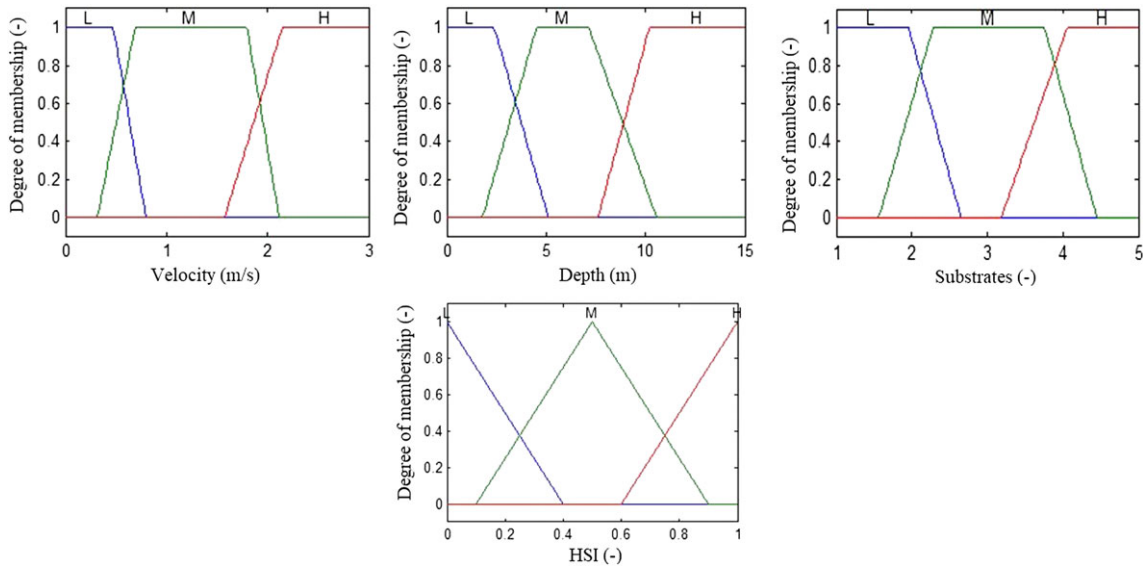 L M H
Degree of membership (-)
1
0.8
0.6
0.4
0.2
0
0 1 2 3
Velocity (m/s)
L M H
Degree of membership (-)
1
0.8
0.6
0.4
0.2
0
0 5 10 15
Depth (m)
L M H
Degree of membership (-)
1
0.8
0.6
0.4
0.2
0
1 2 3 4 5
Substrates (-)
L M H
Degree of membership (-)
1
0.8
0.6
0.4
0.2
0
0 0.2 0.4 0.6 0.8 1
HSI (-)